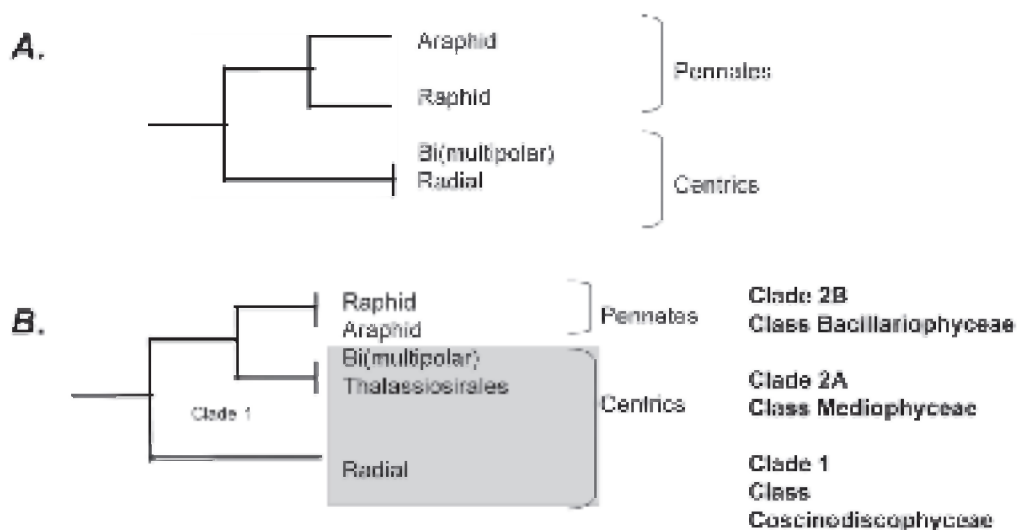 A.
Araphid
Raphid
Pennates
Bi(multipolar)
Radial
Centrics
B.
Raphid
Araphid
Pennates
Clade 2B
Class Bacillariophyceae
Bi(multipolar)
Thalassiosirales
Centrics
Clade 2A
Class Mediophyceae
Clade 1
Radial
Clade 1
Class
Coscinodiscophyceae